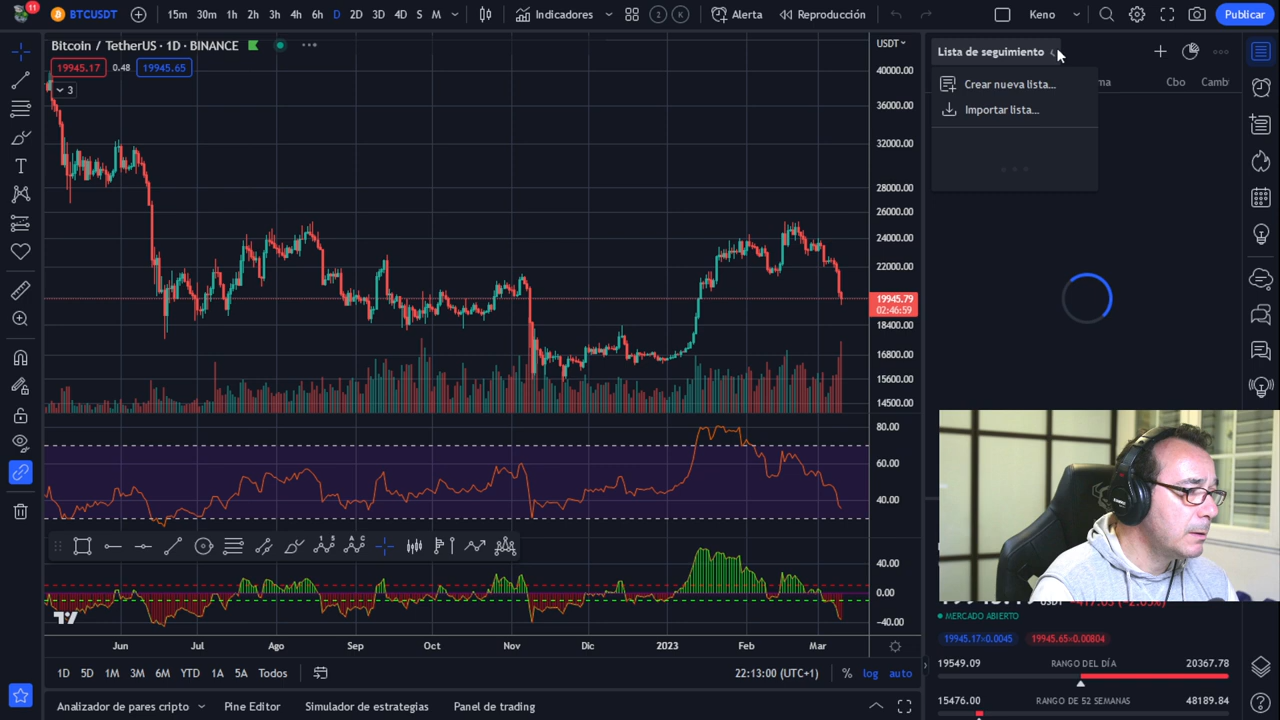 11
BTCUSDT
15m 30m 1h 2h 3h 4h 6h D 2D 3D 4D S M
Indicadores
2 K
Alerta
Reproducción
Keno
Publicar
Bitcoin / TetherUS · 1D · BINANCE
19945.17 0.48 19945.65
3
USDT
40000.00
36000.00
32000.00
28000.00
26000.00
24000.00
22000.00
19945.79
02:46:59
18400.00
16800.00
15600.00
14500.00
80.00
60.00
40.00
40.00
0.00
−40.00
Jun Jul Ago Sep Oct Nov Dic 2023 Feb Mar
1D 5D 1M 3M 6M YTD 1A 5A Todos
22:13:00 (UTC+1)
% log auto
Analizador de pares cripto Pine Editor Simulador de estrategias Panel de trading
Lista de seguimiento
Crear nueva lista...
Importar lista...
Cbo
MERCADO ABIERTO
19945.17×0.0045 19945.65×0.00804
19549.09 RANGO DEL DÍA 20367.78
15476.00 RANGO DE 52 SEMANAS 48189.84